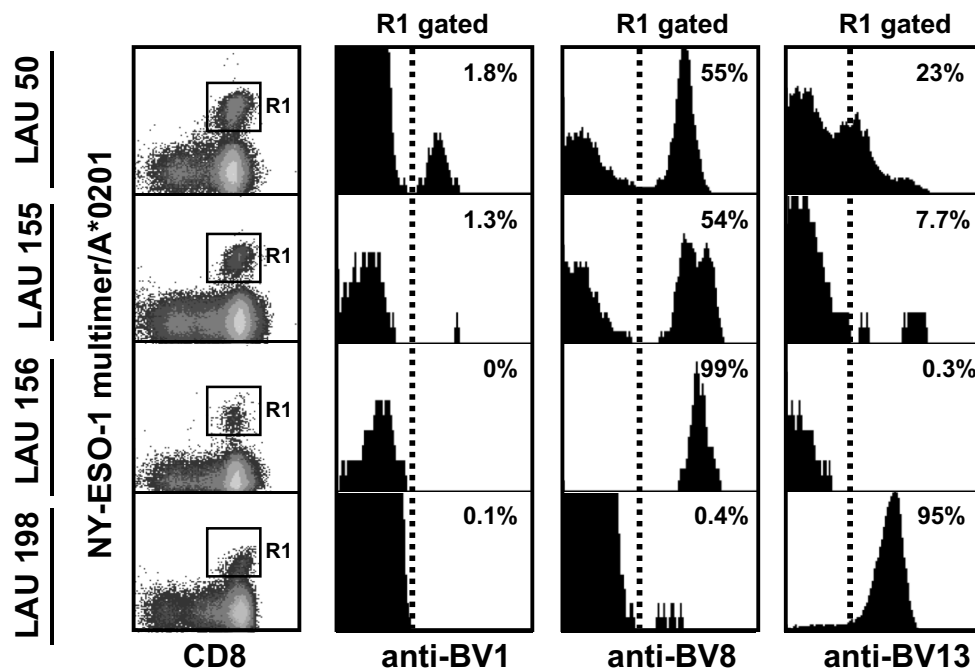 R1 gated R1 gated R1 gated
LAU 50
R1
1.8%
55%
23%
LAU 155
R1
1.3%
54%
7.7%
LAU 156
R1
0%
99%
0.3%
LAU 198
R1
0.1%
0.4%
95%
NY-ESO-1 multimer/A*0201
CD8 anti-BV1 anti-BV8 anti-BV13